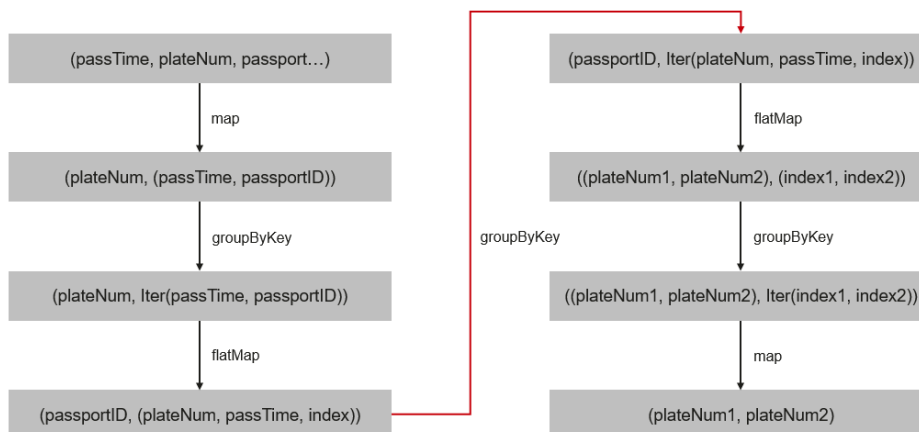 (passTime, plateNum, passport…)
map
(plateNum, (passTime, passportID))
groupByKey
(plateNum, Iter(passTime, passportID))
flatMap
(passportID, (plateNum, passTime, index))
groupByKey
(passportID, Iter(plateNum, passTime, index))
flatMap
((plateNum1, plateNum2), (index1, index2))
groupByKey
((plateNum1, plateNum2), Iter(index1, index2))
map
(plateNum1, plateNum2)